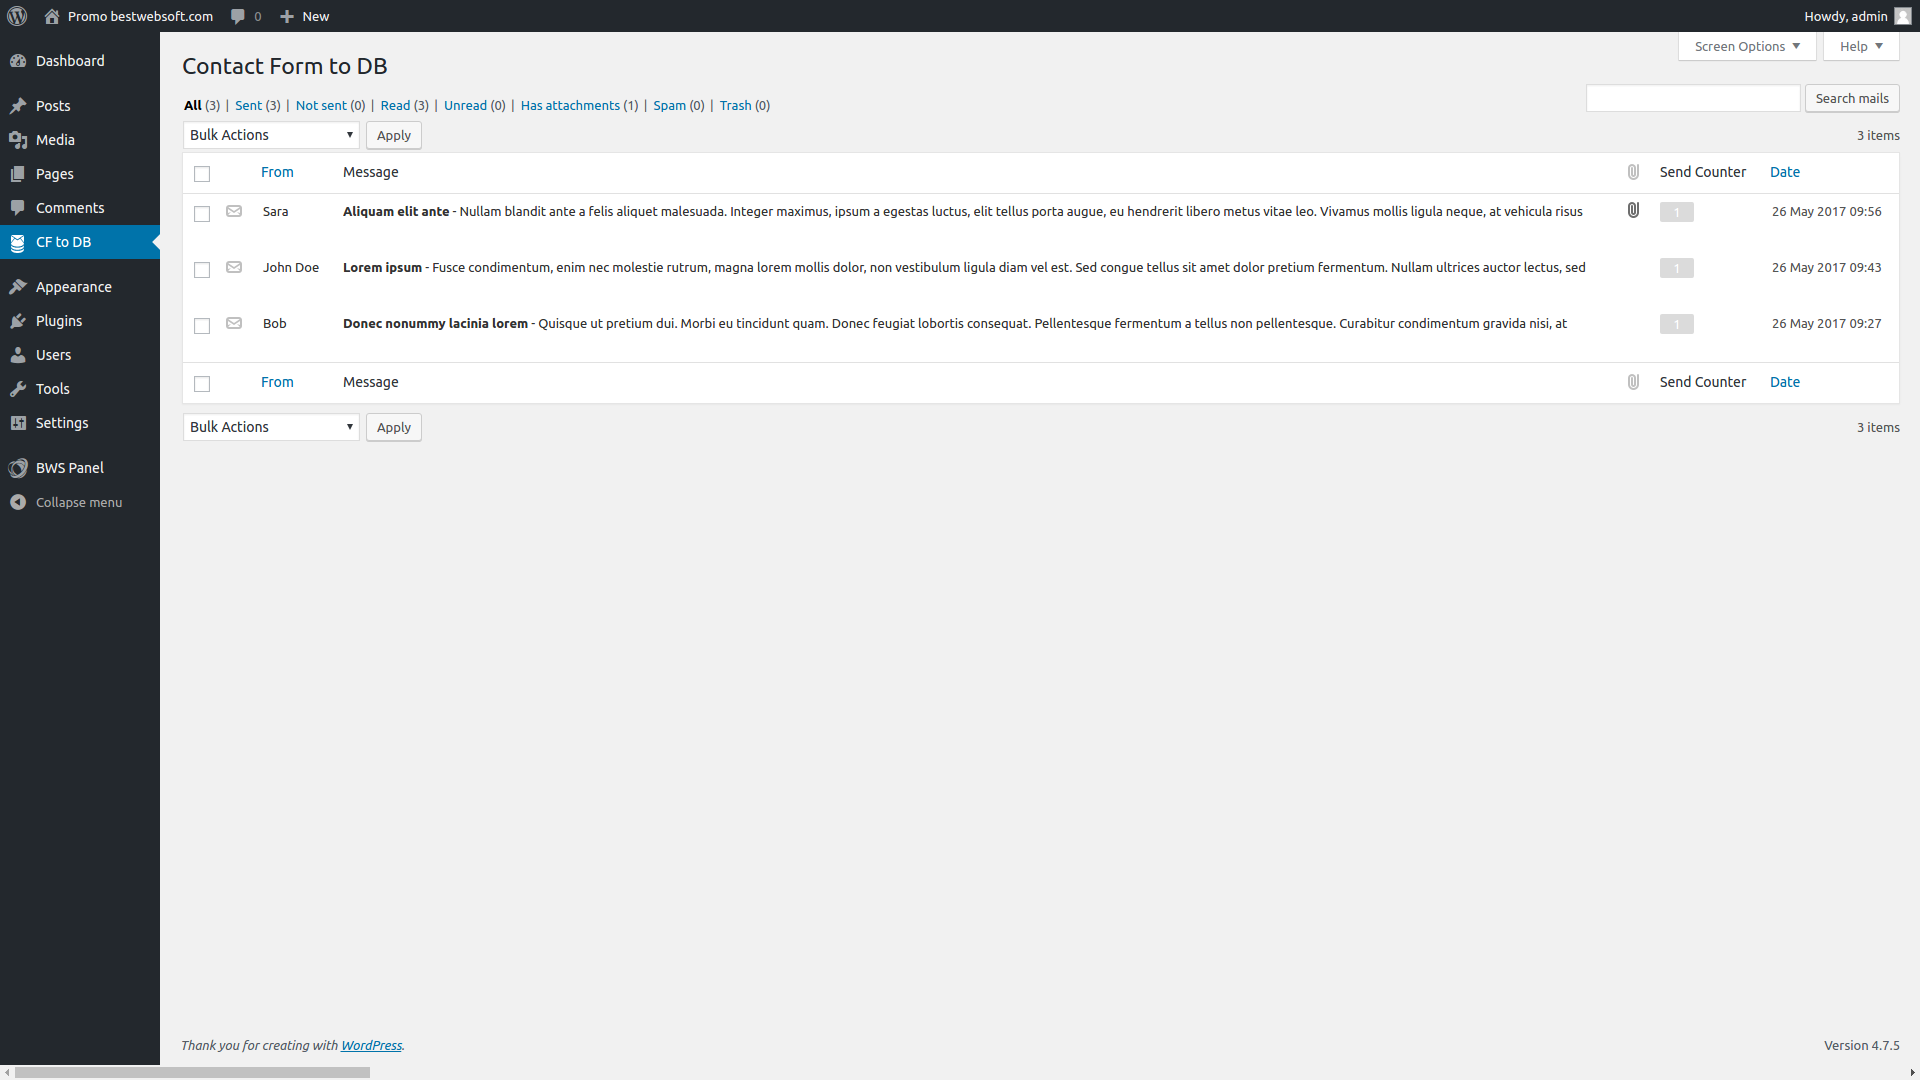 Promo bestwebsoft.com 0 New Howdy, admin
Screen Options Help
Dashboard
Posts
Media
Pages
Comments
CF to DB
Appearance
Plugins
Users
Tools
Settings
BWS Panel
Collapse menu
Contact Form to DB
All (3) | Sent (3) | Not sent (0) | Read (3) | Unread (0) | Has attachments (1) | Spam (0) | Trash (0)
Search mails
Bulk Actions Apply 3 items
From Message Send Counter Date
Sara Aliquam elit ante - Nullam blandit ante a felis aliquet malesuada. Integer maximus, ipsum a egestas luctus, elit tellus porta augue, eu hendrerit libero metus vitae leo. Vivamus mollis ligula neque, at vehicula risus 1 26 May 2017 09:56
John Doe Lorem ipsum - Fusce condimentum, enim nec molestie rutrum, magna lorem mollis dolor, non vestibulum ligula diam vel est. Sed congue tellus sit amet dolor pretium fermentum. Nullam ultrices auctor lectus, sed 1 26 May 2017 09:43
Bob Donec nonummy lacinia lorem - Quisque ut pretium dui. Morbi eu tincidunt quam. Donec feugiat lobortis consequat. Pellentesque fermentum a tellus non pellentesque. Curabitur condimentum gravida nisi, at 1 26 May 2017 09:27
From Message Send Counter Date
Bulk Actions Apply 3 items
Thank you for creating with WordPress. Version 4.7.5